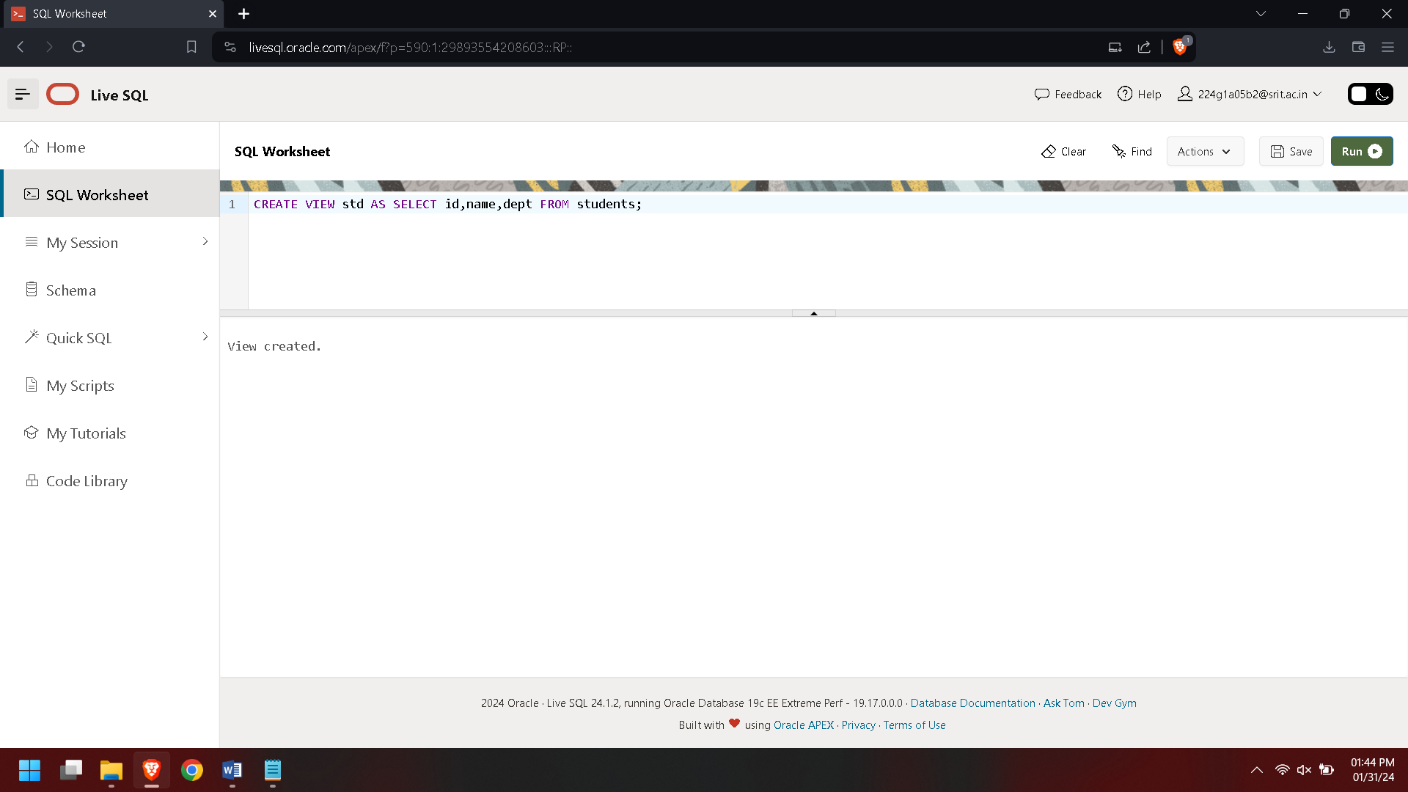 SQL Worksheet
livesql.oracle.com/apex/f?p=590:1:29893554208603:::RP::
1
Live SQL
Feedback
Help
224g1a05b2@srit.ac.in
Home
SQL Worksheet
My Session
Schema
Quick SQL
My Scripts
My Tutorials
Code Library
SQL Worksheet
Clear
Find
Actions
Save
Run
1 CREATE VIEW std AS SELECT id,name,dept FROM students;
View created.
2024 Oracle · Live SQL 24.1.2, running Oracle Database 19c EE Extreme Perf - 19.17.0.0.0 · Database Documentation · Ask Tom · Dev Gym
Built with ❤ using Oracle APEX · Privacy · Terms of Use
01:44 PM
01/31/24